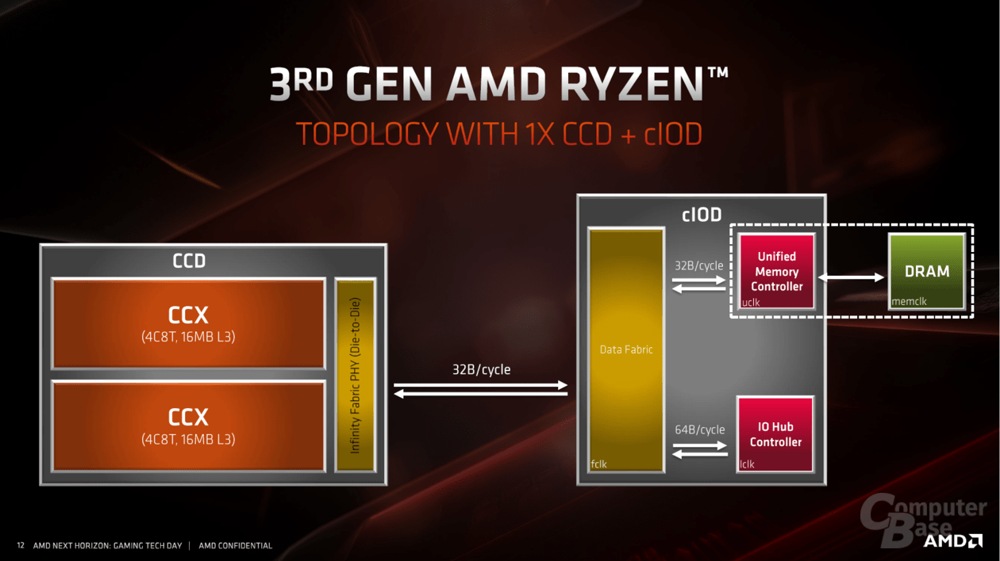 3RD GEN AMD RYZEN™
TOPOLOGY WITH 1X CCD + cIOD
CCD
CCX
(4C8T, 16MB L3)
CCX
(4C8T, 16MB L3)
Infinity Fabric PHY (Die-to-Die)
32B/cycle
cIOD
Data Fabric
fclk
32B/cycle
Unified
Memory
Controller
uclk
DRAM
memclk
64B/cycle
IO Hub
Controller
lclk
12 AMD NEXT HORIZON: GAMING TECH DAY | AMD CONFIDENTIAL
ComputerBase
AMD